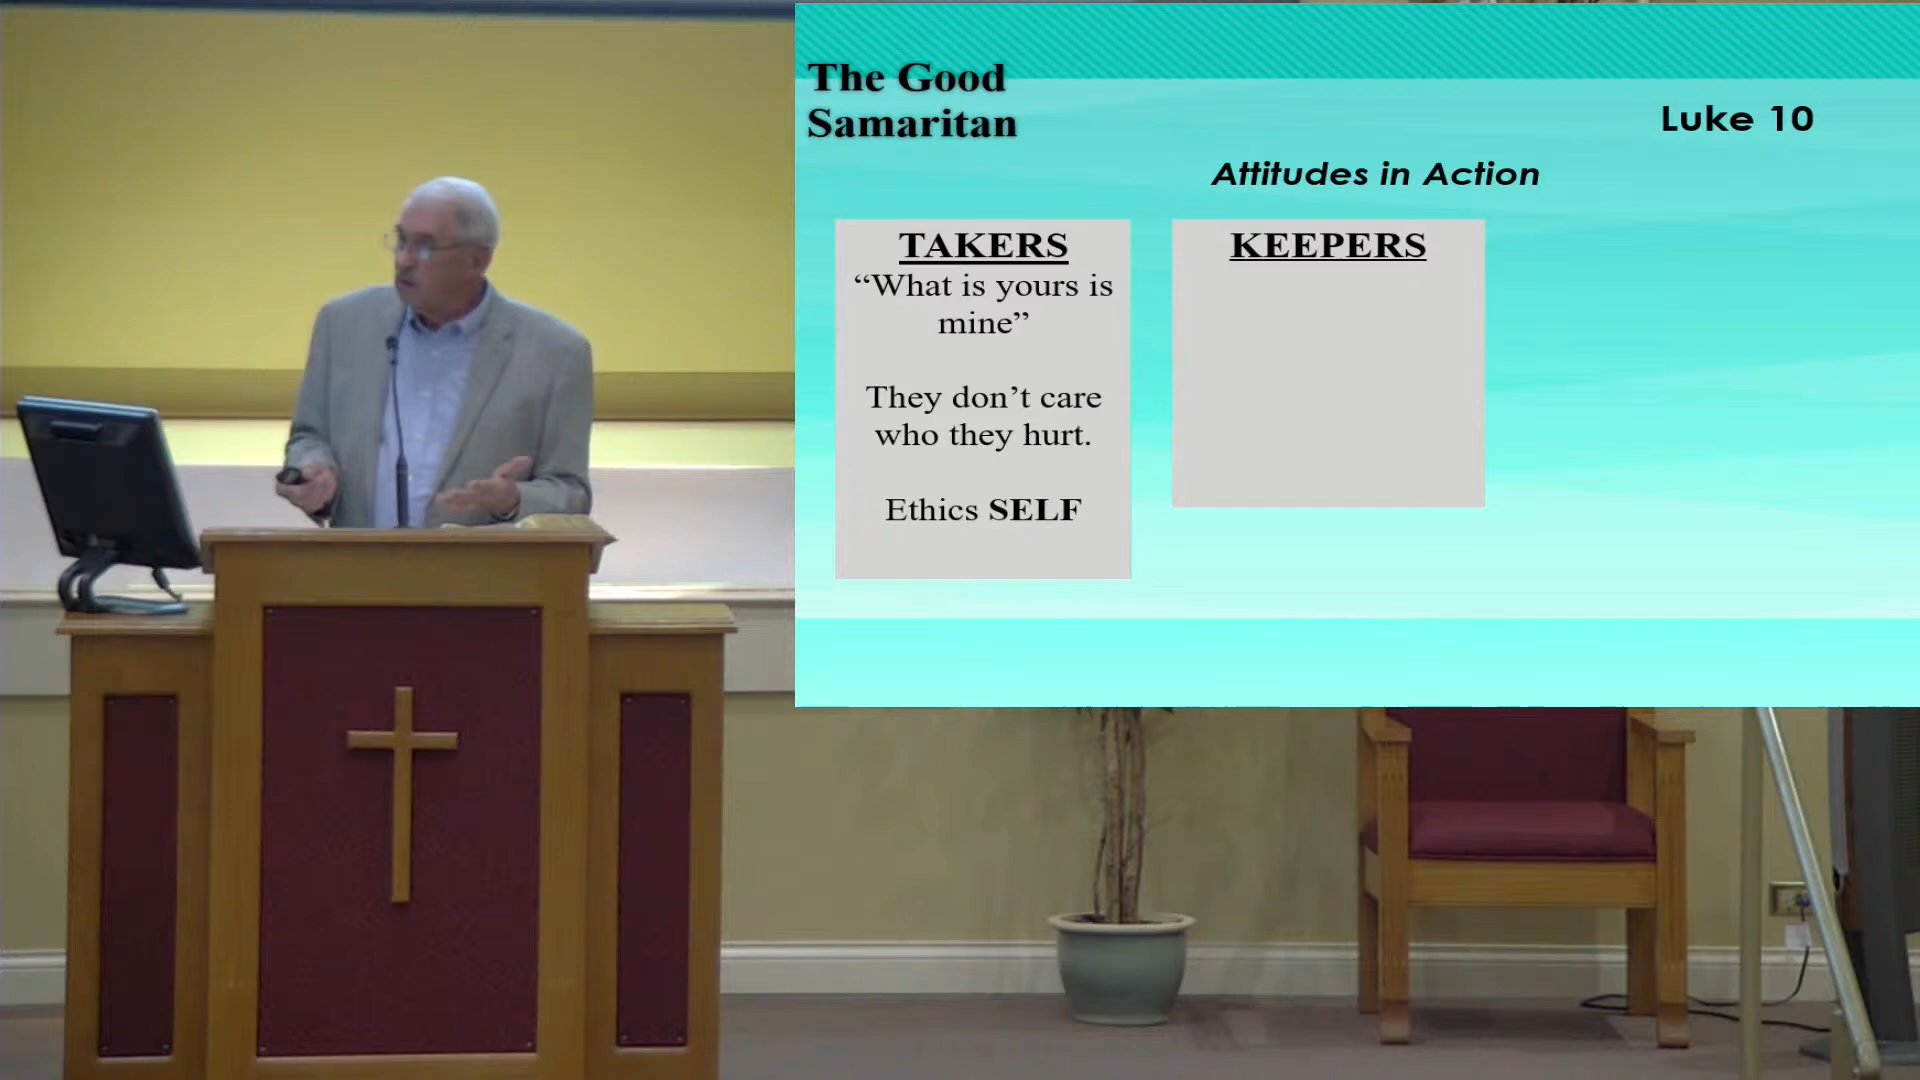 The Good
Samaritan
Luke 10
Attitudes in Action
TAKERS
“What is yours is
mine”
They don’t care
who they hurt.
Ethics SELF
KEEPERS